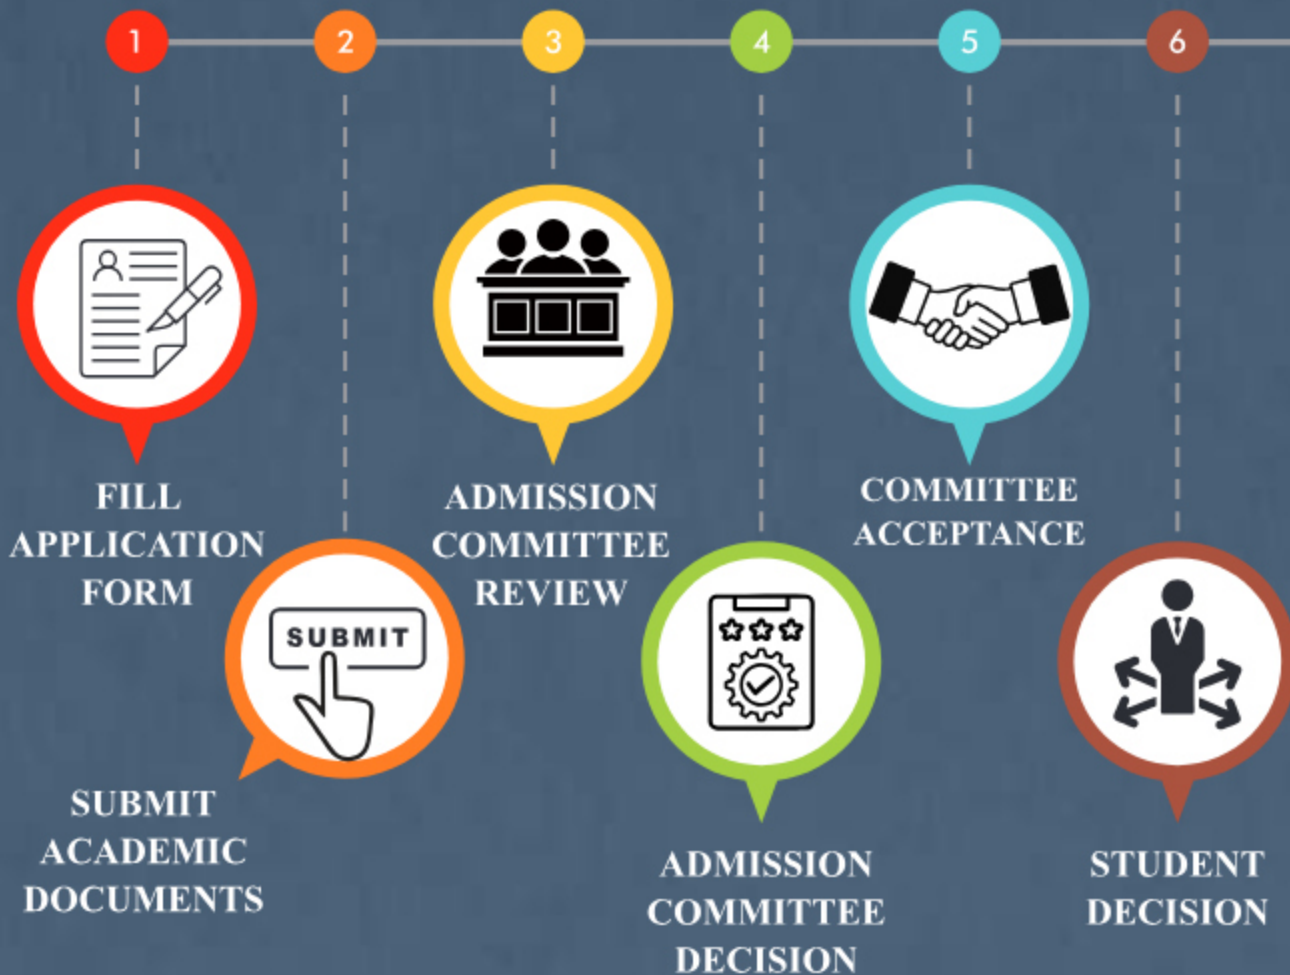 1
2
3
4
5
6
FILL
APPLICATION
FORM
SUBMIT
SUBMIT
ACADEMIC
DOCUMENTS
ADMISSION
COMMITTEE
REVIEW
ADMISSION
COMMITTEE
DECISION
COMMITTEE
ACCEPTANCE
STUDENT
DECISION